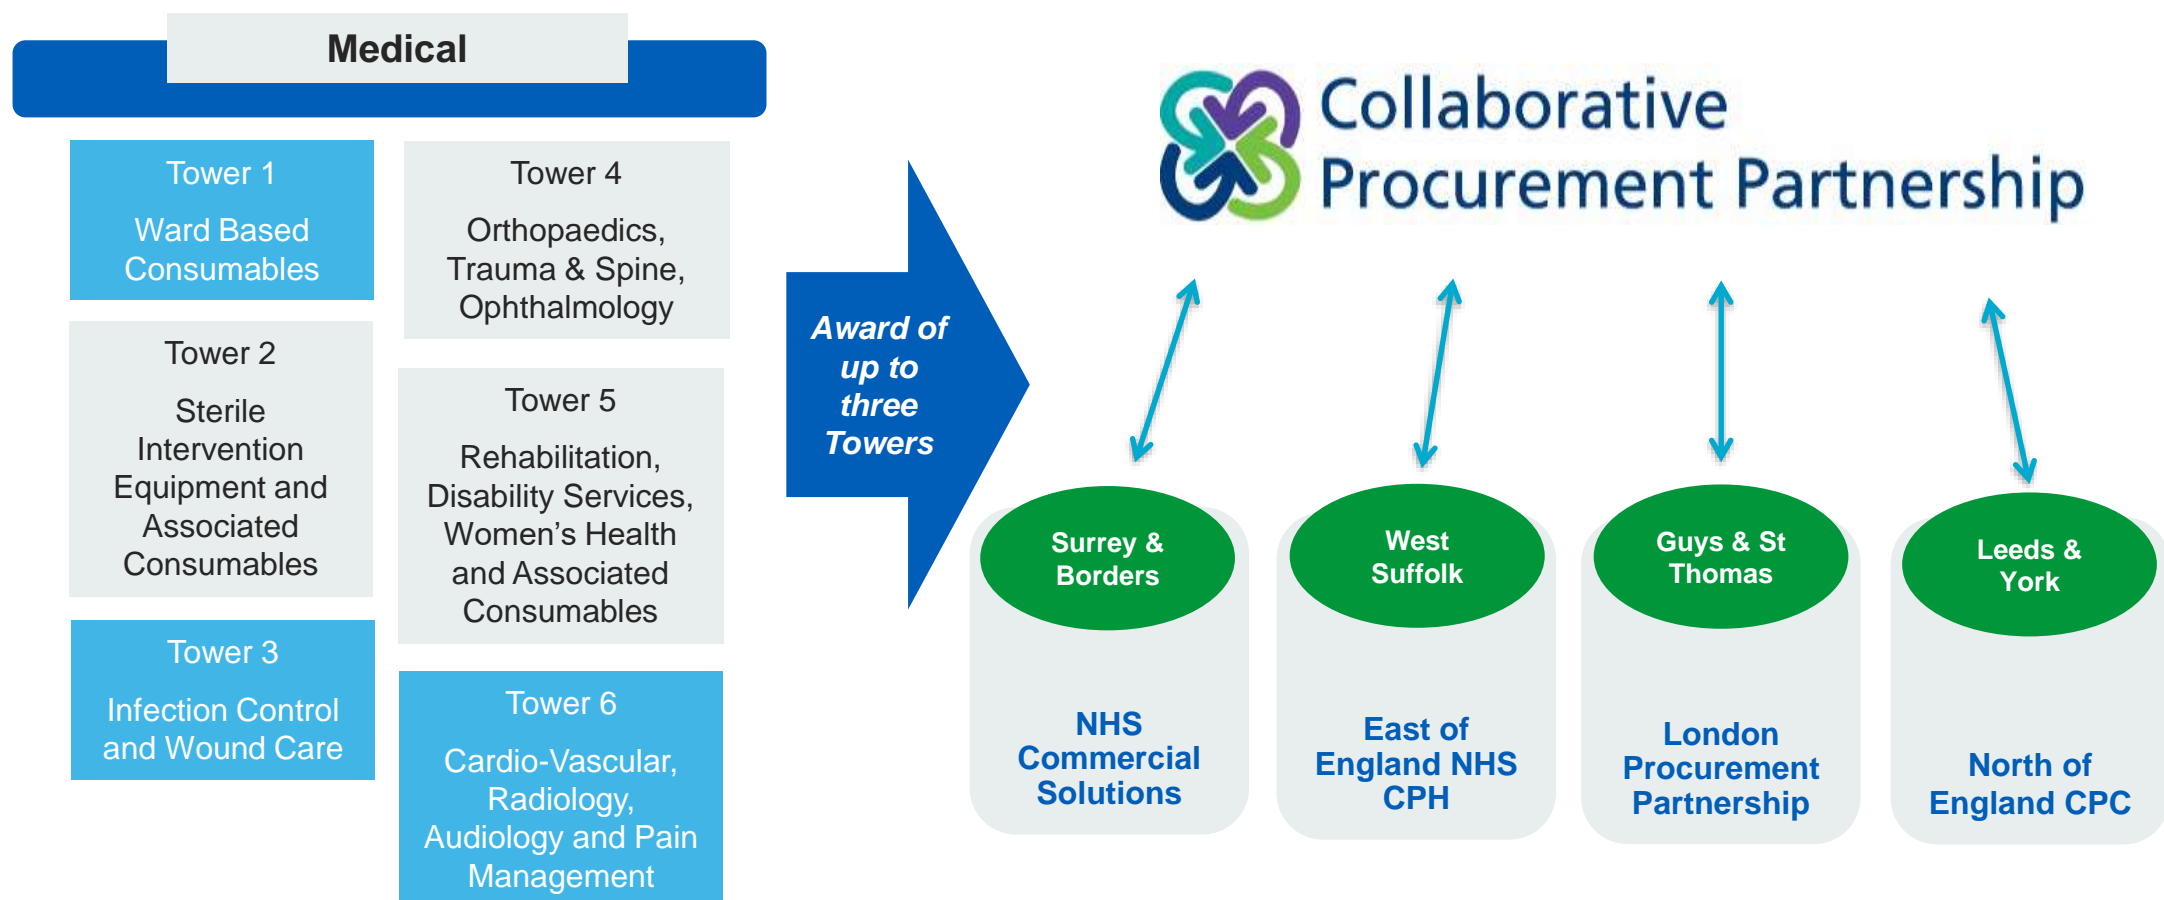 Medical
Tower 1
Ward Based
Consumables
Tower 2
Sterile
Intervention
Equipment and
Associated
Consumables
Tower 3
Infection Control
and Wound Care
Tower 4
Orthopaedics,
Trauma & Spine,
Ophthalmology
Tower 5
Rehabilitation,
Disability Services,
Women’s Health
and Associated
Consumables
Tower 6
Cardio-Vascular,
Radiology,
Audiology and Pain
Management
Award of
up to
three
Towers
Collaborative
Procurement Partnership
Surrey &
Borders
NHS
Commercial
Solutions
West
Suffolk
East of
England NHS
CPH
Guys & St
Thomas
London
Procurement
Partnership
Leeds &
York
North of
England CPC